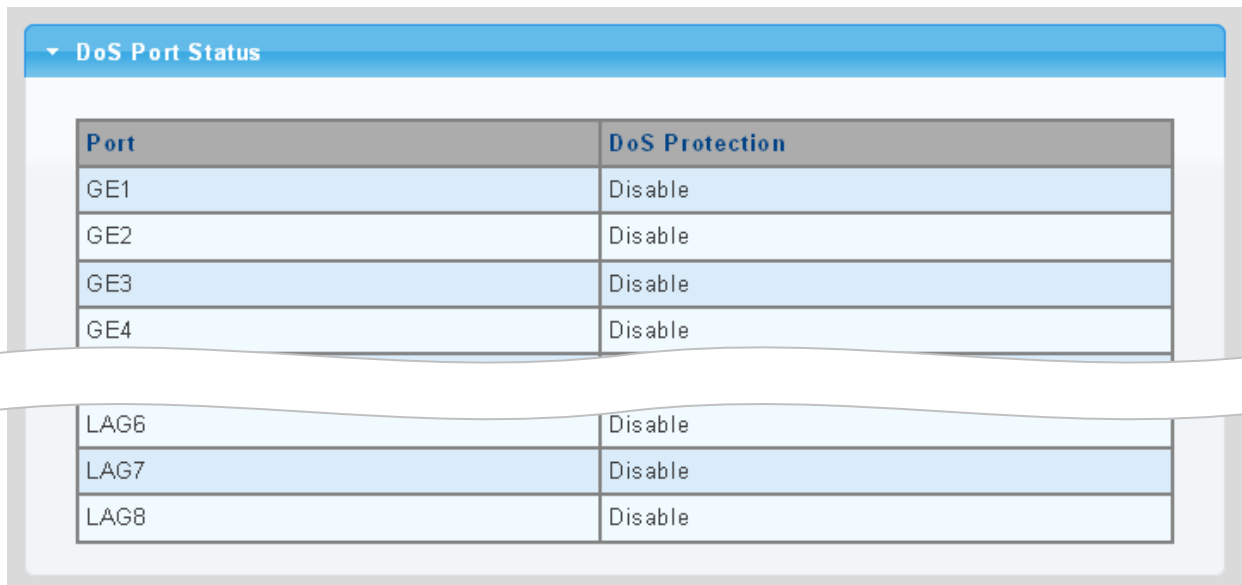 DoS Port Status
Port DoS Protection
GE1 Disable
GE2 Disable
GE3 Disable
GE4 Disable
LAG6 Disable
LAG7 Disable
LAG8 Disable